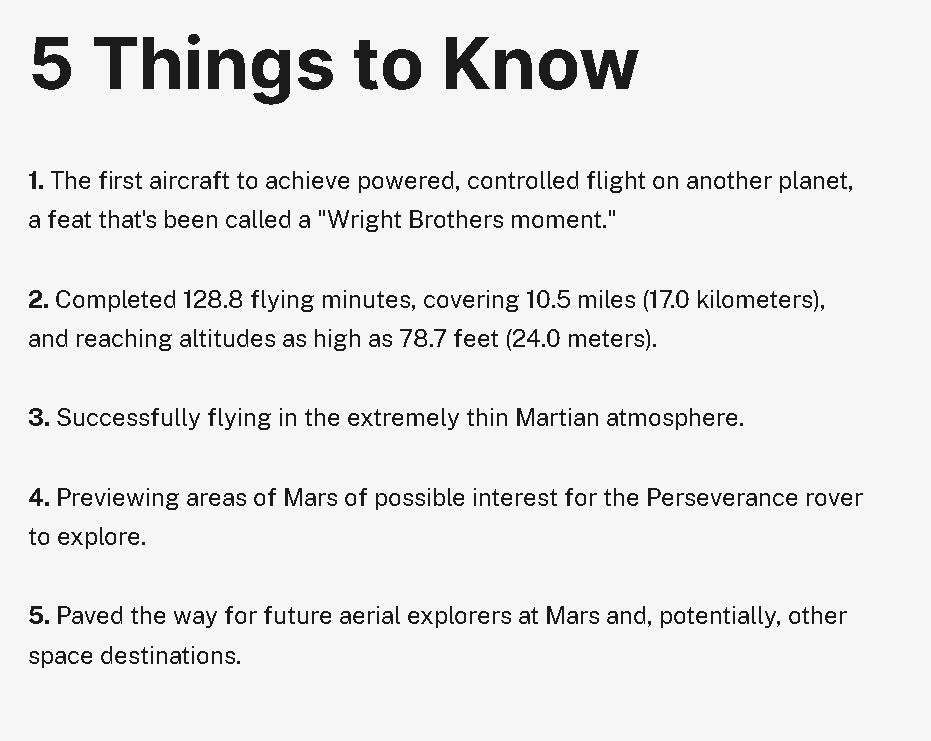 5 Things to Know
1. The first aircraft to achieve powered, controlled flight on another planet,
a feat that's been called a "Wright Brothers moment."
2. Completed 128.8 flying minutes, covering 10.5 miles (17.0 kilometers),
and reaching altitudes as high as 78.7 feet (24.0 meters).
3. Successfully flying in the extremely thin Martian atmosphere.
4. Previewing areas of Mars of possible interest for the Perseverance rover
to explore.
5. Paved the way for future aerial explorers at Mars and, potentially, other
space destinations.